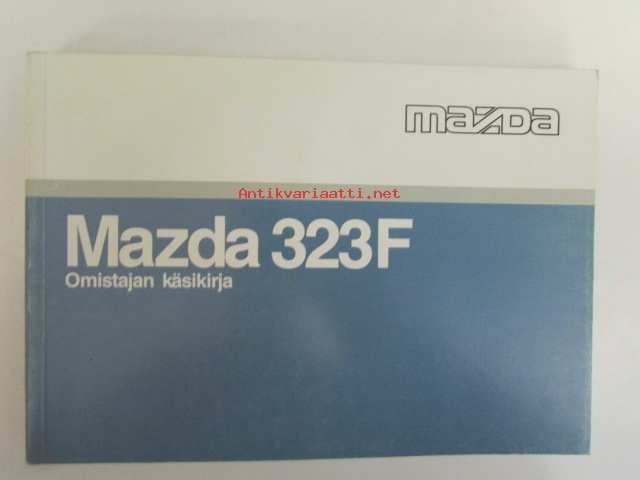 mazda
Antikvariaatti.net
Mazda 323F
Omistajan käsikirja